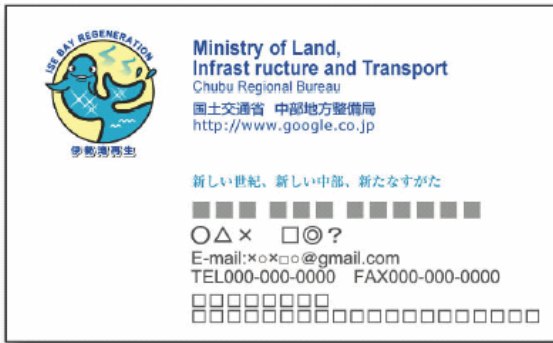 ISE BAY REGENERATION
伊勢湾再生
Ministry of Land,
Infrast ructure and Transport
Chubu Regional Bureau
国土交通省 中部地方整備局
http://www.google.co.jp
新しい世紀、新しい中部、新たなすがた
■■■ ■■■ ■■■■■■
○△× □◎?
E-mail:×○×□○@gmail.com
TEL000-000-0000 FAX000-000-0000
□□□□□□□□
□□□□□□□□□□□□□□□□□□□□